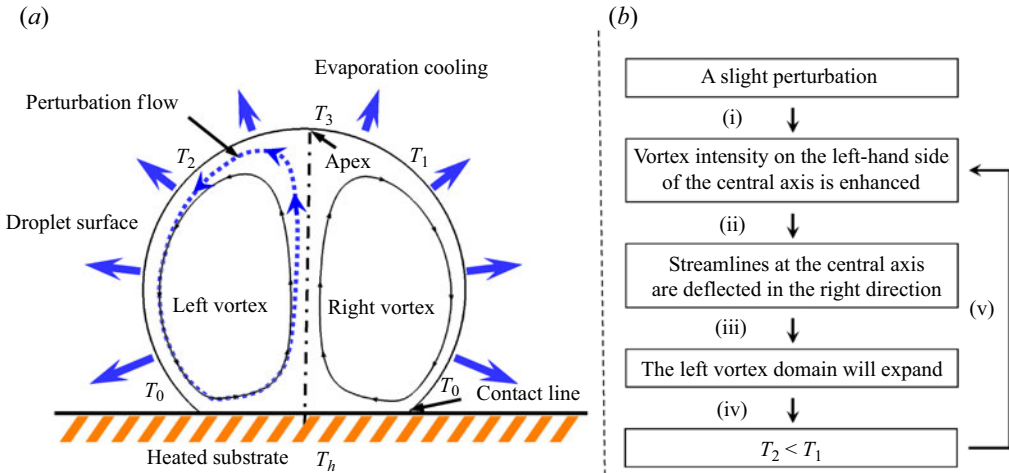 (a)
Evaporation cooling
Perturbation flow
T3
Apex
T2
T1
Droplet surface
Left vortex
Right vortex
T0
T0
Contact line
Heated substrate
Th
(b)
A slight perturbation
(i)
Vortex intensity on the left-hand side
of the central axis is enhanced
(ii)
Streamlines at the central axis
are deflected in the right direction
(iii)
The left vortex domain will expand
(iv)
T2 < T1
(v)